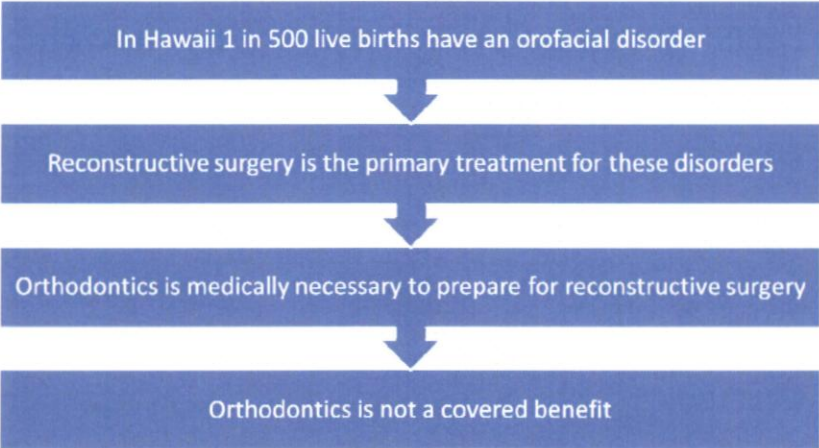 In Hawaii 1 in 500 live births have an orofacial disorder
Reconstructive surgery is the primary treatment for these disorders
Orthodontics is medically necessary to prepare for reconstructive surgery
Orthodontics is not a covered benefit